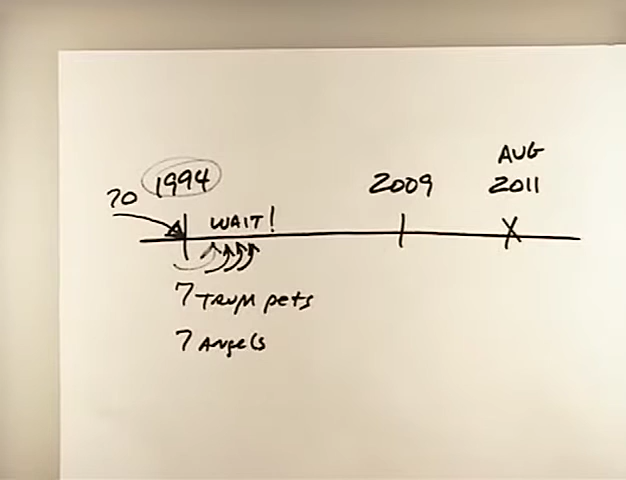 AUG
1994 2009 2011
70
WAIT!
7 TRUMPETS
7 ANgels